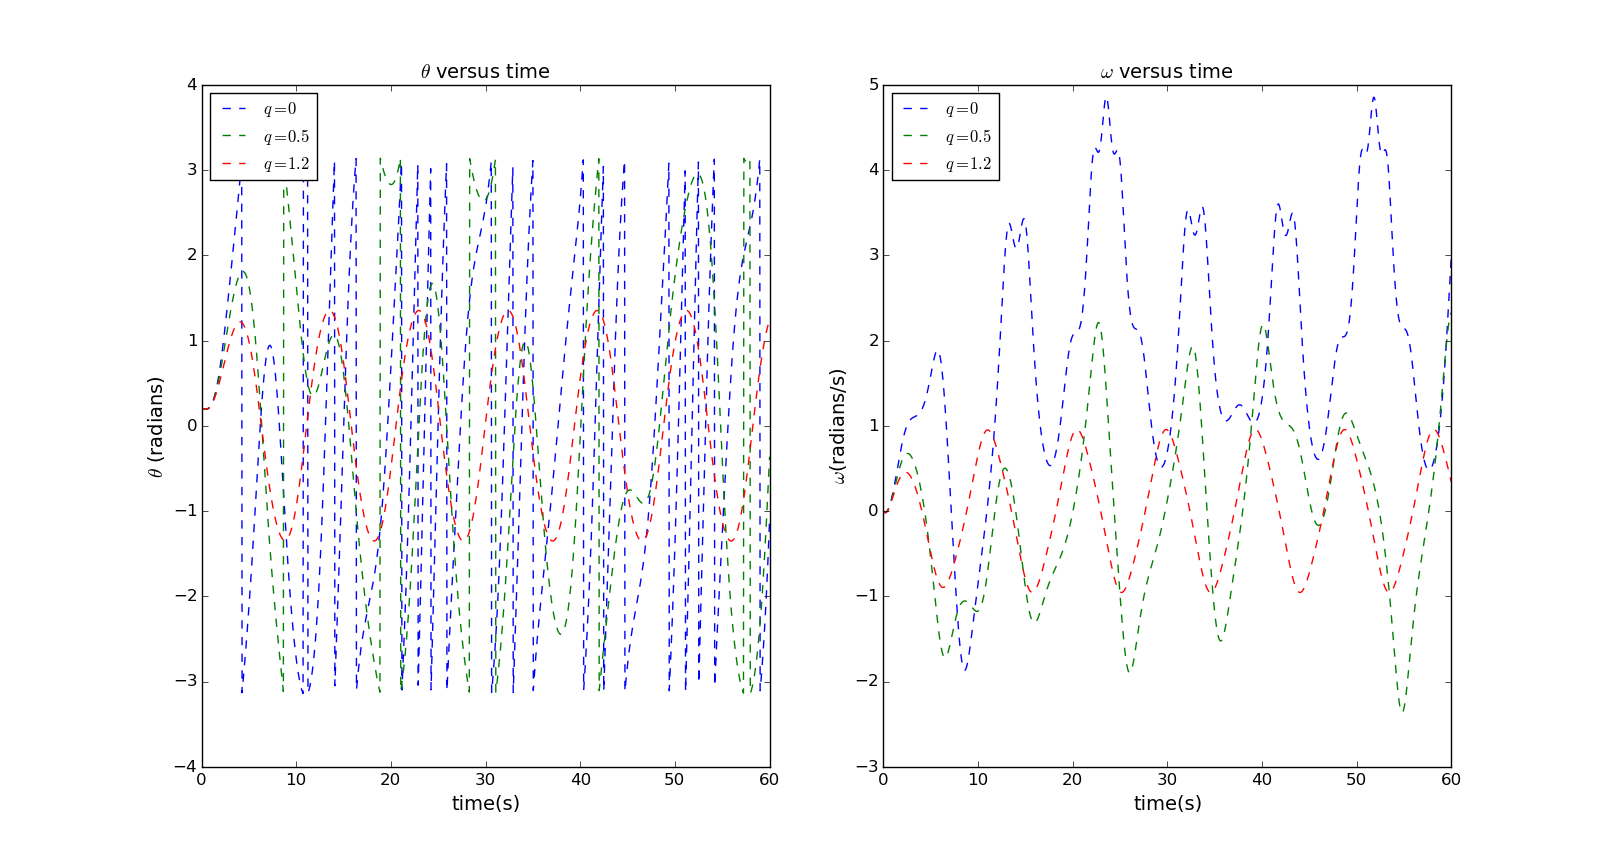 θ versus time
4
3
2
1
0
−1
−2
−3
−4
θ (radians)
q=0
q=0.5
q=1.2
0 10 20 30 40 50 60
time(s)
ω versus time
5
4
3
2
1
0
−1
−2
−3
ω(radians/s)
q=0
q=0.5
q=1.2
0 10 20 30 40 50 60
time(s)